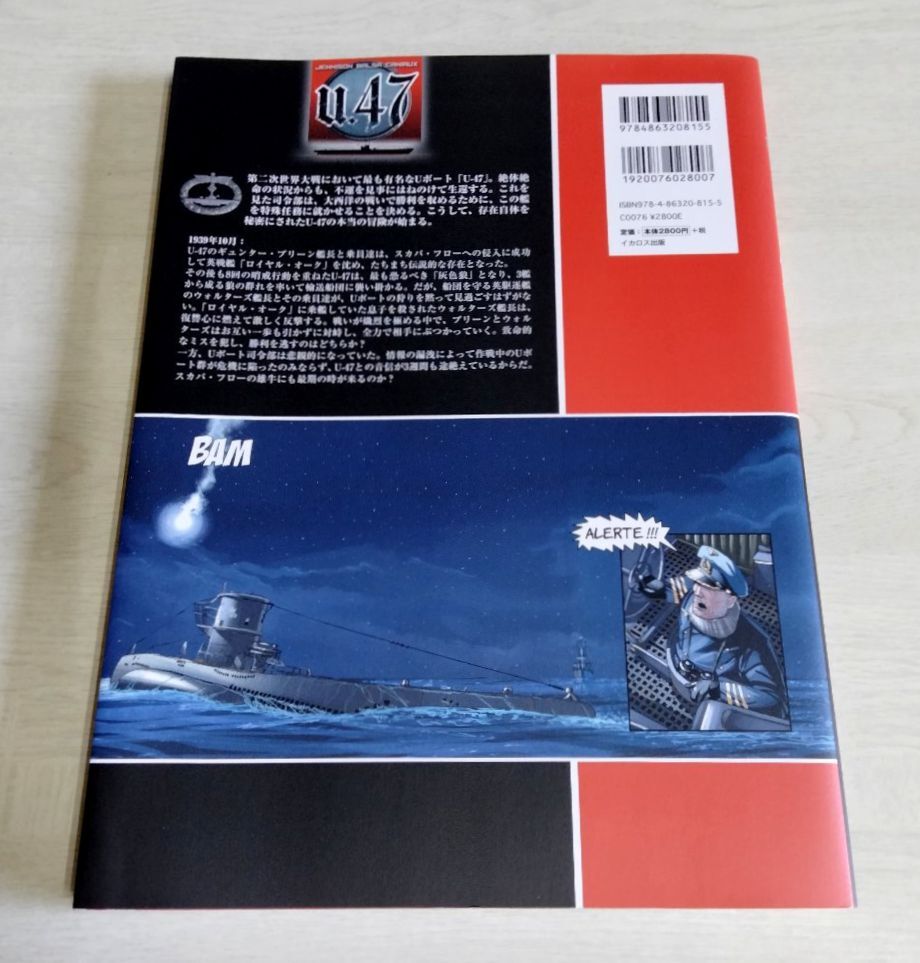 JENNISON BALSA CANIAUX
U.47
第二次世界大戦において最も有名なUボート「U-47」。絶体絶
命の状況からも、不運を見事にはねのけて生還する。これを
見た司令部は、大西洋の戦いで勝利を収めるために、この艦
を特殊任務に就かせることを決める。こうして、存在自体を
秘密にされたU-47の本当の冒険が始まる。
1939年10月：
U-47のギュンター・プリーン艦長と乗員達は、スカパ・フローへの侵入に成功
して英戦艦「ロイヤル・オーク」を沈め、たちまち伝説的な存在となった。
その後も8回の哨戒行動を重ねたU-47は、最も恐るべき「灰色狼」となり、3艦
から成る狼の群れを率いて輸送船団に襲い掛かる。だが、船団を守る英駆逐艦
のウォルターズ艦長とその乗員達が、Uボートの狩りを黙って見過ごすはずがな
い。「ロイヤル・オーク」に乗艦していた息子を殺されたウォルターズ艦長は、
復讐心に燃えて激しく反撃する。戦いが熾烈を極める中で、プリーンとウォル
ターズはお互い一歩も引かずに対峙し、全力で相手にぶつかっていく。致命的
なミスを犯し、勝利を逃すのはどちらか？
一方、Uボート司令部は悲観的になっていた。情報の漏洩によって作戦中のUボ
ート群が危機に陥ったのみならず、U-47との音信が3週間も途絶えているからだ。
スカパ・フローの雄牛にも最期の時が来るのか？
9784863208155
1920076028007
ISBN978-4-86320-815-5
C0076 ¥2800E
定価：本体2800円+税
イカロス出版
BAM
ALERTE !!!